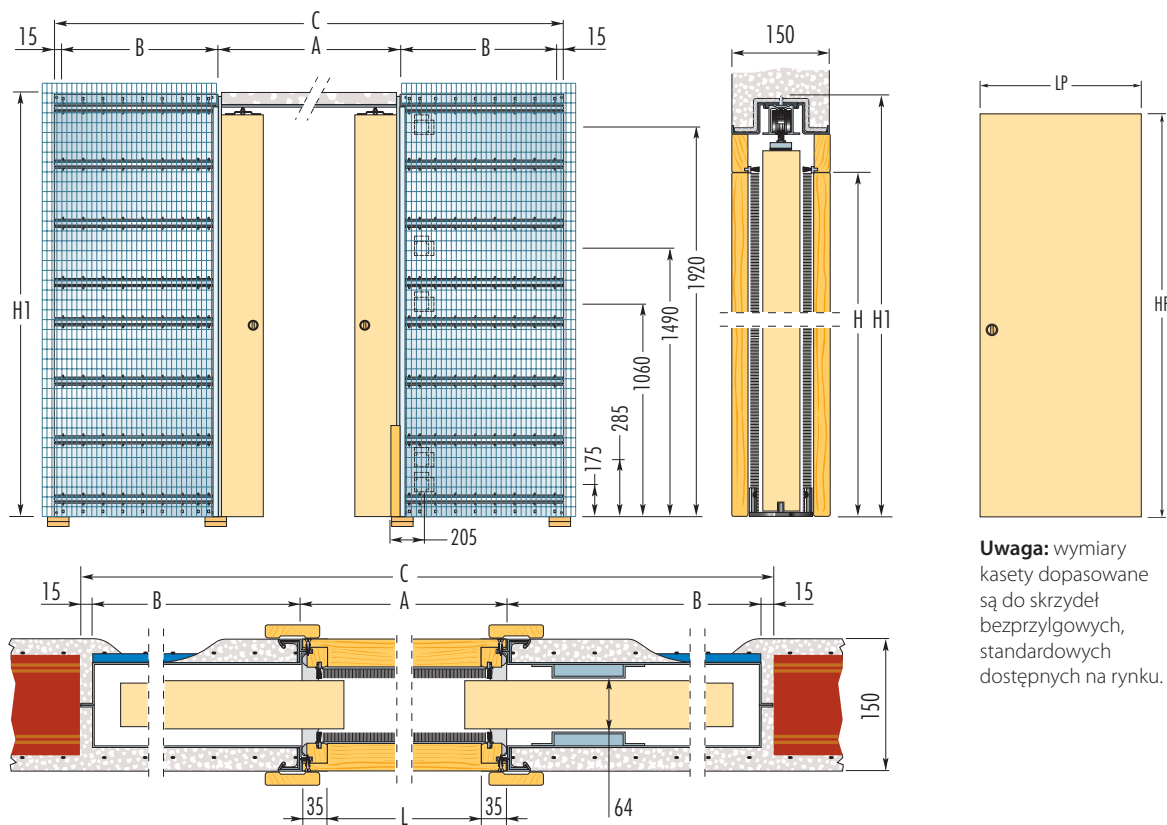 C
15
B
A
B
15
H1
1920
1490
1060
285
175
205
150
H
H1
LP
HP
Uwaga: wymiary
kasety dopasowane
są do skrzydeł
bezprzylgowych,
standardowych
dostępnych na rynku.
C
15
B
A
B
15
150
35
L
35
64